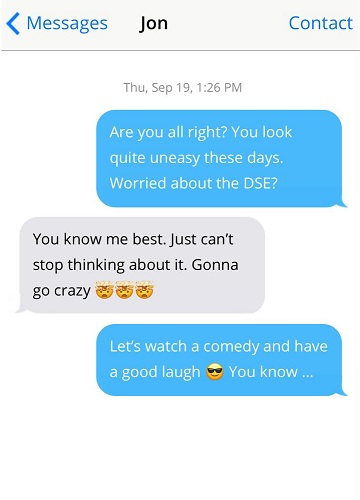 Messages Jon Contact
Thu, Sep 19, 1:26 PM
Are you all right? You look
quite uneasy these days.
Worried about the DSE?
You know me best. Just can’t
stop thinking about it. Gonna
go crazy 🤯🤯🤯
Let’s watch a comedy and have
a good laugh 😎 You know ...